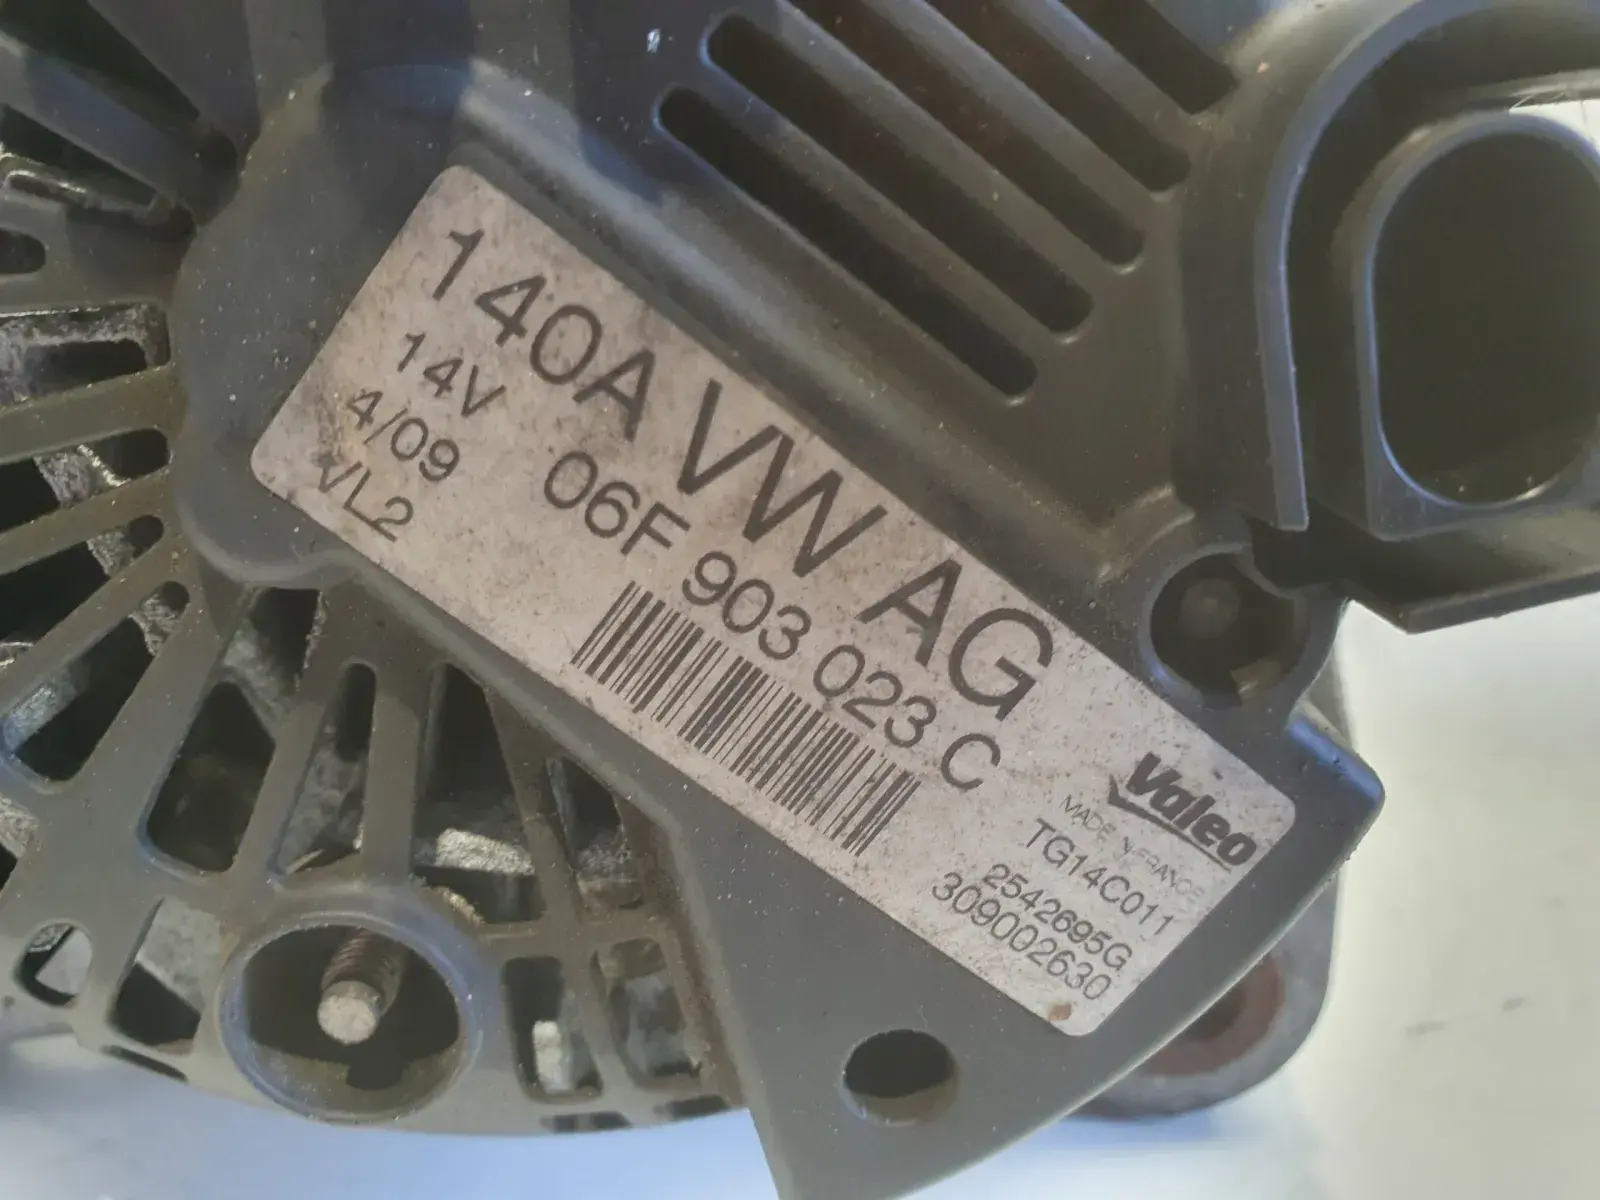 140A VW AG
14V 06F 903 023 C
4/09
VL2
Valeo
MADE IN FRANCE
TG14C011
2542695G
309002630